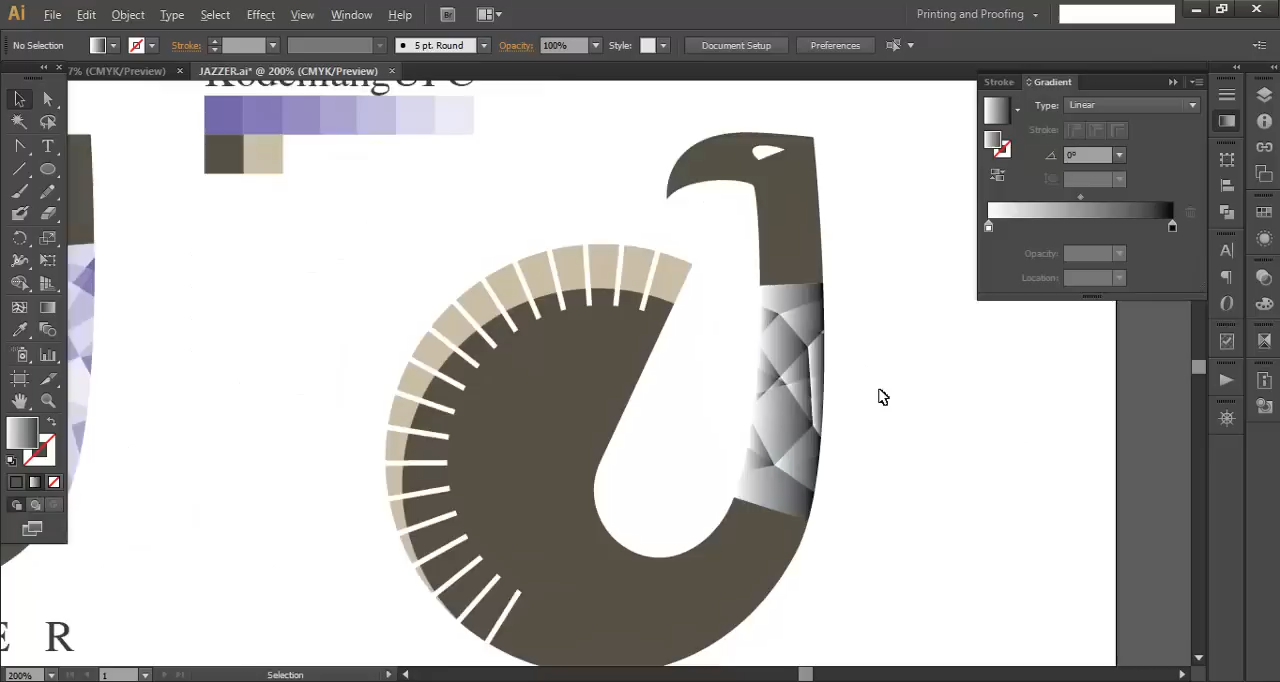 Ai File Edit Object Type Select Effect View Window Help Br Printing and Proofing
No Selection Stroke: 5 pt. Round Opacity: 100% Style: Document Setup Preferences
7% (CMYK/Preview) × JAZZER.ai* @ 200% (CMYK/Preview) ×
Stroke Gradient
Type: Linear
Stroke:
0°
Opacity:
Location:
E R
200% 1 Selection